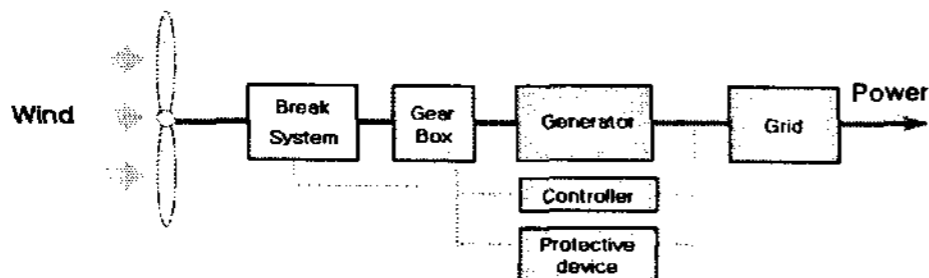 Wind
Break
System
Gear
Box
Generator
Grid
Power
Controller
Protective
device